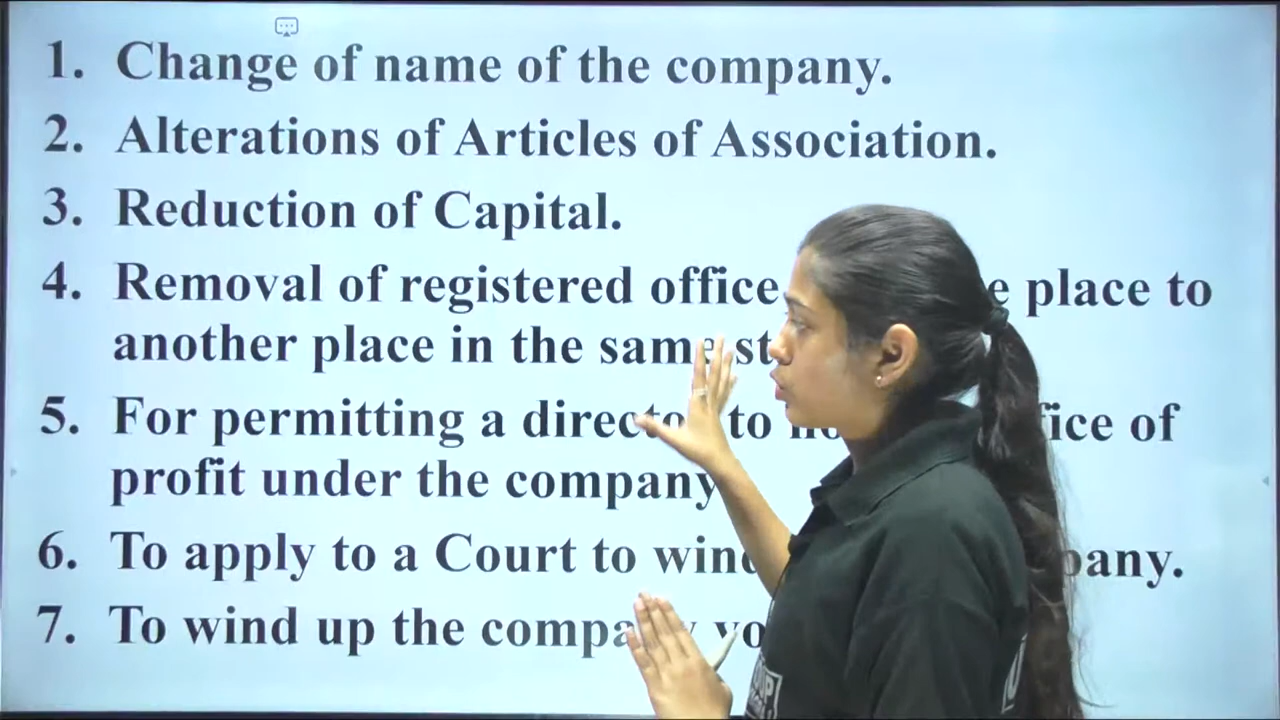 1. Change of name of the company.
2. Alterations of Articles of Association.
3. Reduction of Capital.
4. Removal of registered office place to
another place in the same
5. For permitting a director to of
profit under the company
6. To apply to a Court to
7. To wind up the company